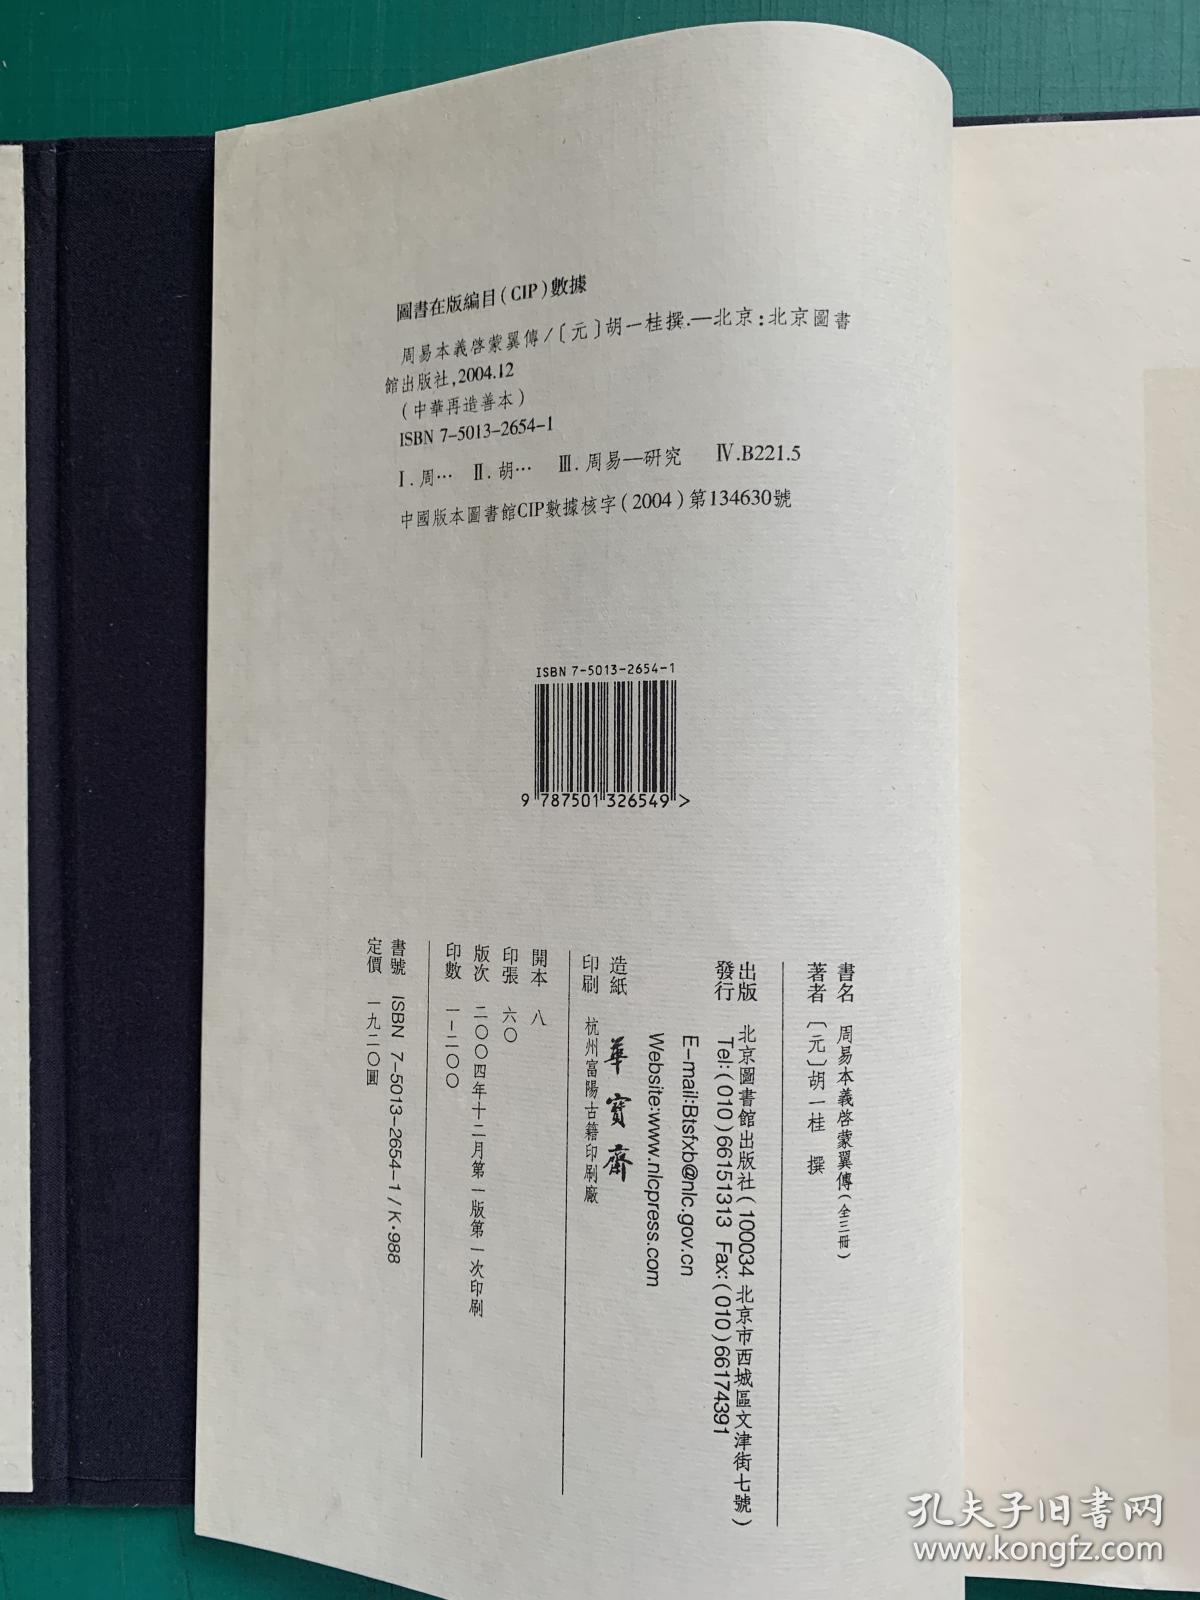 圖書在版編目(CIP)數據
周易本義啓蒙翼傳/〔元〕胡一桂撰.—北京:北京圖書
館出版社,2004.12
(中華再造善本)
ISBN 7-5013-2654-1
Ⅰ.周… Ⅱ.胡… Ⅲ.周易—研究 Ⅳ.B221.5
中國版本圖書館CIP數據核字(2004)第134630號
ISBN 7-5013-2654-1
9 787501 326549 >
書名 周易本義啓蒙翼傳(全三冊)
著者 〔元〕胡一桂 撰
出版 北京圖書館出版社(100034 北京市西城區文津街七號)
發行 Tel:(010)66151313 Fax:(010)66174391
E-mail:Btsfxb@nlc.gov.cn
Website:www.nlcpress.com
造紙 華寶齋
印刷 杭州富陽古籍印刷廠
開本 八
印張 六〇
版次 二〇〇四年十二月第一版第一次印刷
印數 一-二〇〇
書號 ISBN 7-5013-2654-1/K·988
定價 一九二〇圓
孔夫子旧书网
www.kongfz.com